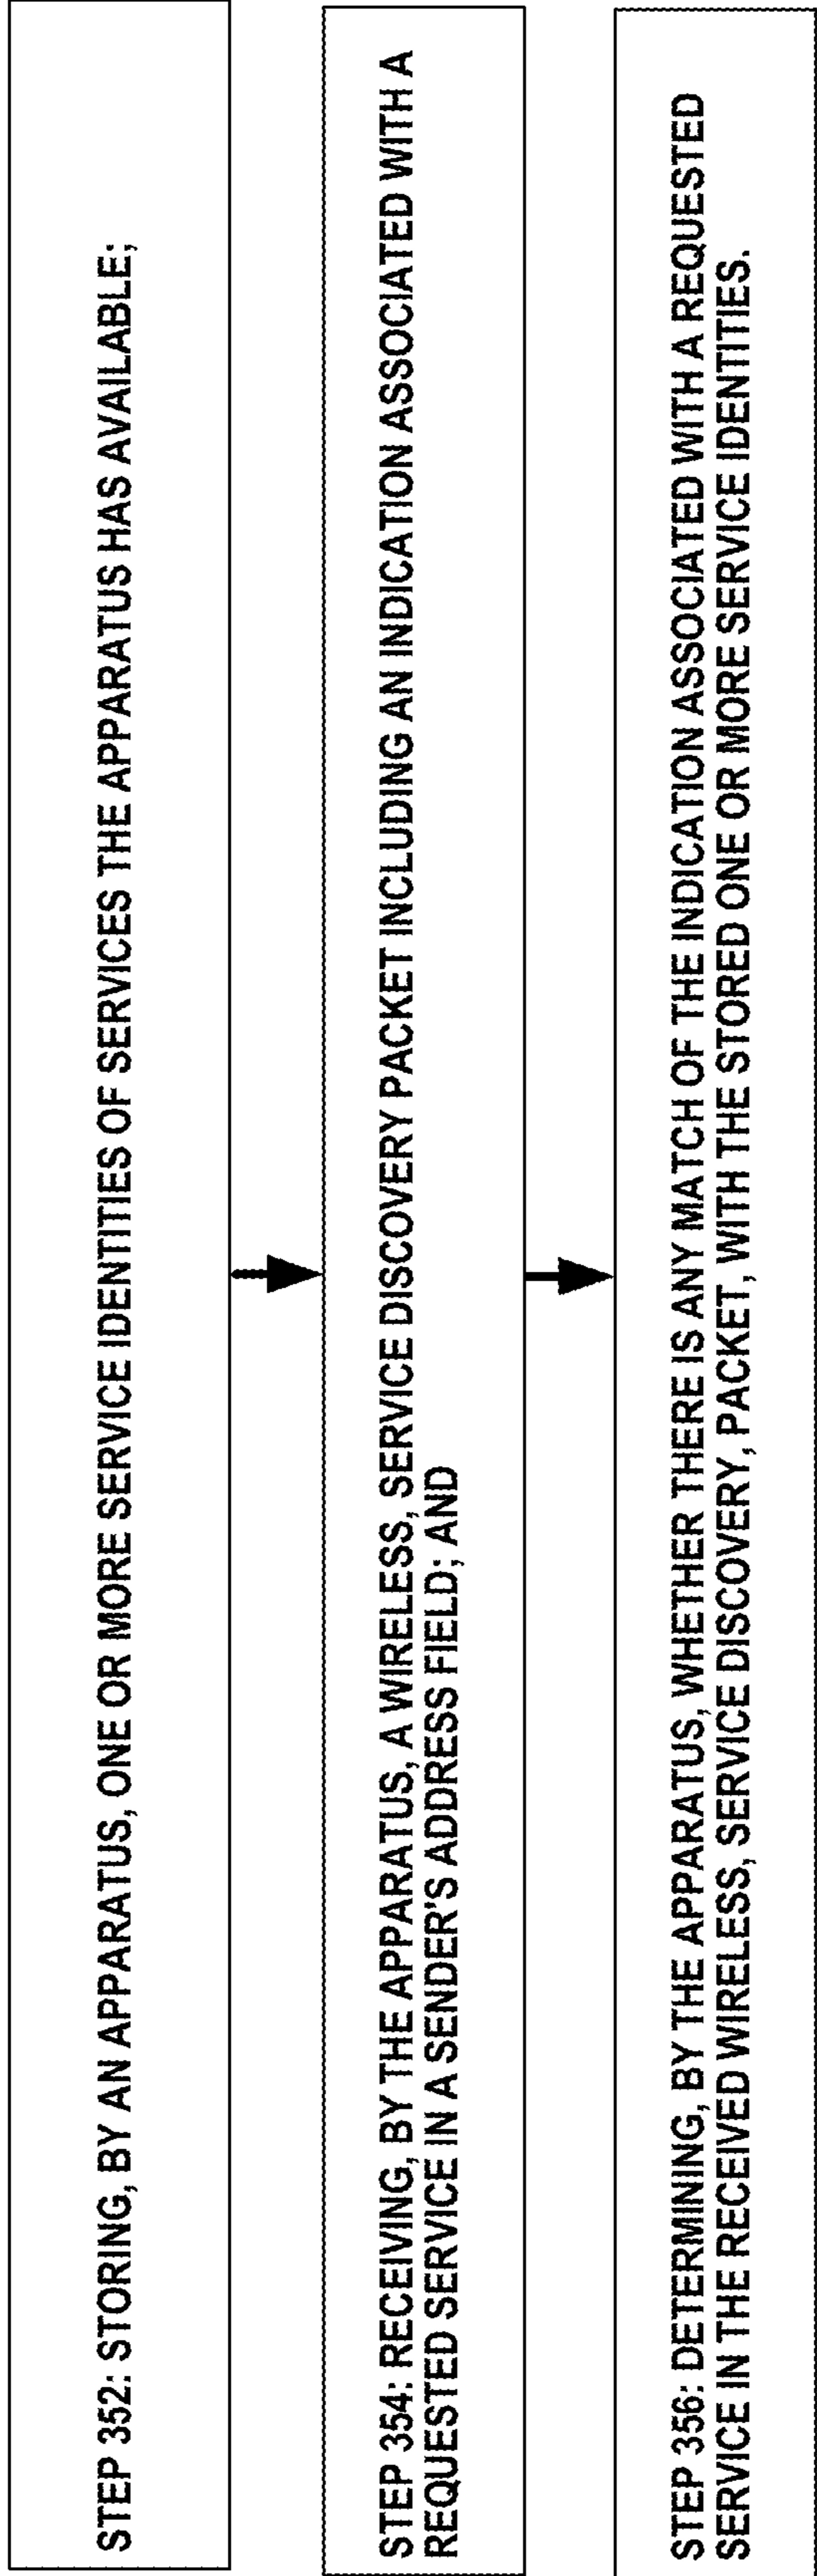 STEP 352: STORING, BY AN APPARATUS, ONE OR MORE SERVICE IDENTITIES OF SERVICES THE APPARATUS HAS AVAILABLE;
STEP 354: RECEIVING, BY THE APPARATUS, A WIRELESS, SERVICE DISCOVERY PACKET INCLUDING AN INDICATION ASSOCIATED WITH A
REQUESTED SERVICE IN A SENDER'S ADDRESS FIELD; AND
STEP 356: DETERMINING, BY THE APPARATUS, WHETHER THERE IS ANY MATCH OF THE INDICATION ASSOCIATED WITH A REQUESTED
SERVICE IN THE RECEIVED WIRELESS, SERVICE DISCOVERY, PACKET, WITH THE STORED ONE OR MORE SERVICE IDENTITIES.